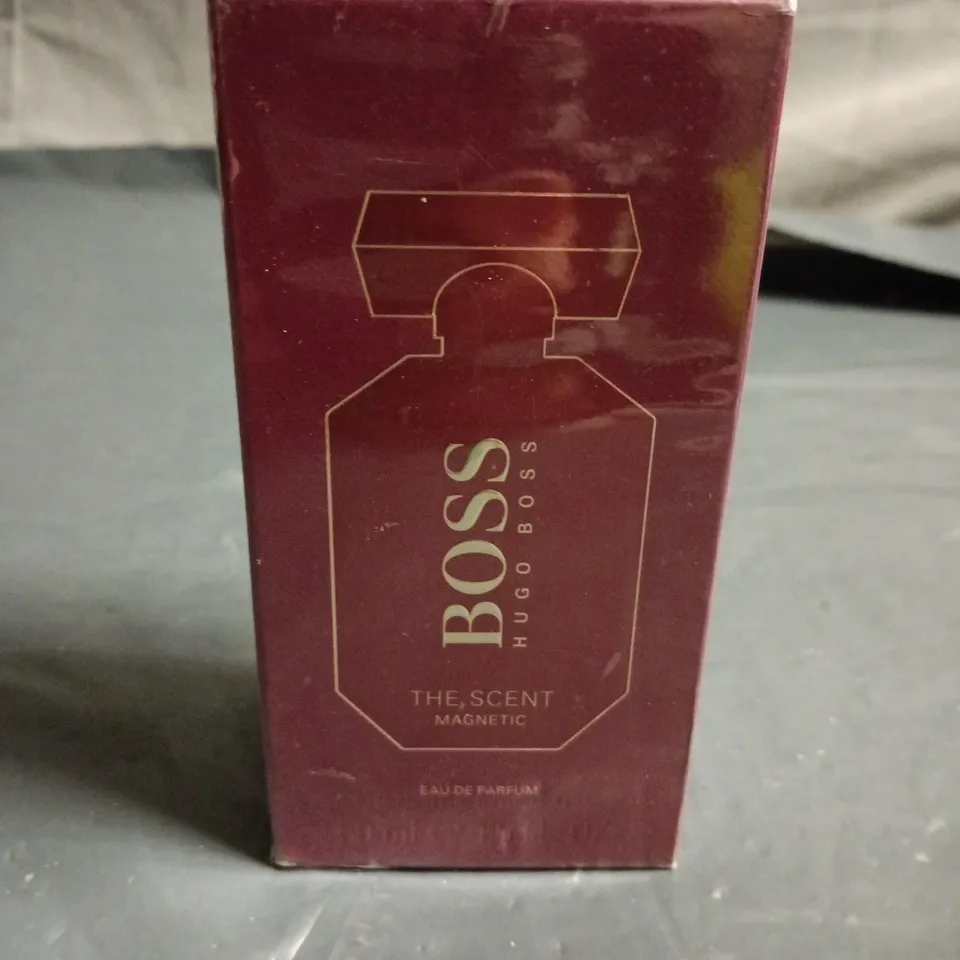 BOSS
HUGO BOSS
THE SCENT
MAGNETIC
EAU DE PARFUM